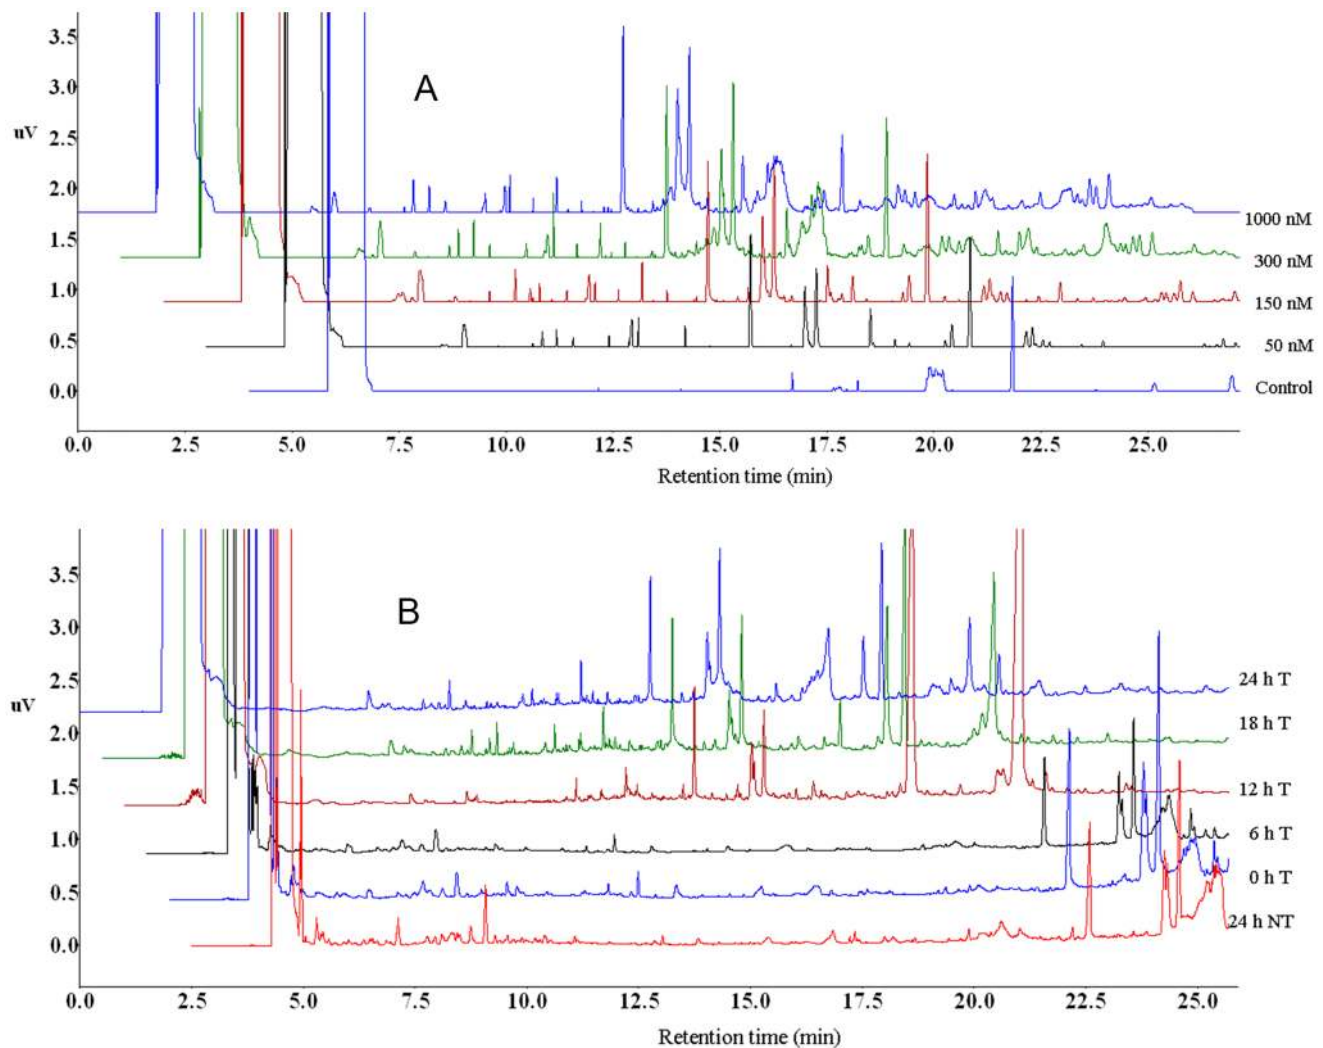 A
uV
3.5
3.0
2.5
2.0
1.5
1.0
0.5
0.0
1000 nM
300 nM
150 nM
50 nM
Control
0.0 2.5 5.0 7.5 10.0 12.5 15.0 17.5 20.0 22.5 25.0
Retention time (min)
B
uV
3.5
3.0
2.5
2.0
1.5
1.0
0.5
0.0
24 h T
18 h T
12 h T
6 h T
0 h T
24 h NT
0.0 2.5 5.0 7.5 10.0 12.5 15.0 17.5 20.0 22.5 25.0
Retention time (min)